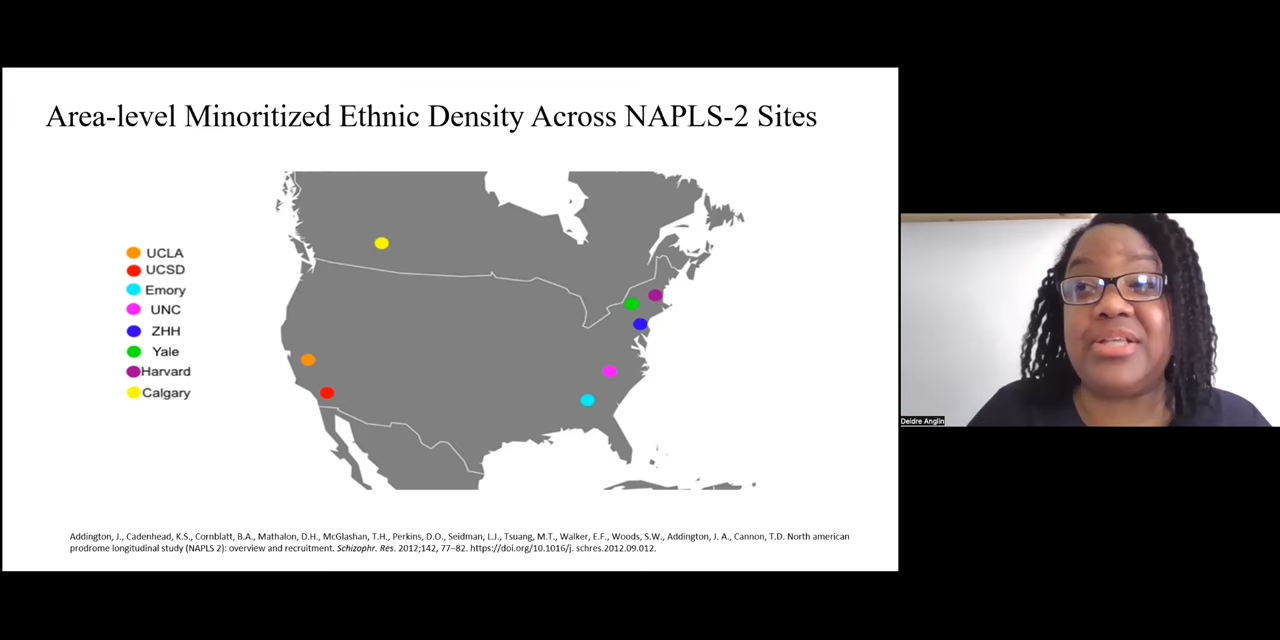 Area-level Minoritized Ethnic Density Across NAPLS-2 Sites
UCLA
UCSD
Emory
UNC
ZHH
Yale
Harvard
Calgary
Addington, J., Cadenhead, K.S., Cornblatt, B.A., Mathalon, D.H., McGlashan, T.H., Perkins, D.O., Seidman, L.J., Tsuang, M.T., Walker, E.F., Woods, S.W., Addington, J. A., Cannon, T.D. North american
prodrome longitudinal study (NAPLS 2): overview and recruitment. Schizophr. Res. 2012;142, 77–82. https://doi.org/10.1016/j. schres.2012.09.012.
Deidre Anglin